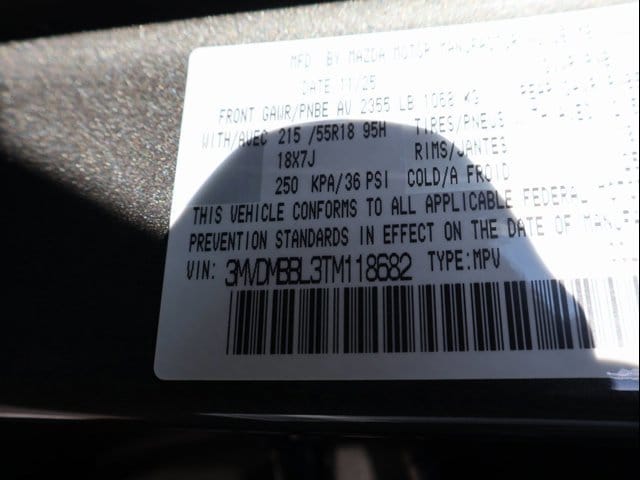 MFD BY MAZDA MOTOR
DATE 11/25
FRONT GAWR/PNBE AV 2355 LB 1068 KG
WITH/AVEC 215 /55R18 95H TIRES/PNEUS
18X7J RIMS/JANTES
250 KPA/36 PSI COLD/A FROID
THIS VEHICLE CONFORMS TO ALL APPLICABLE FEDERAL
PREVENTION STANDARDS IN EFFECT ON THE DATE OF
VIN: 3MVDMBBL3TM118682 TYPE:MPV